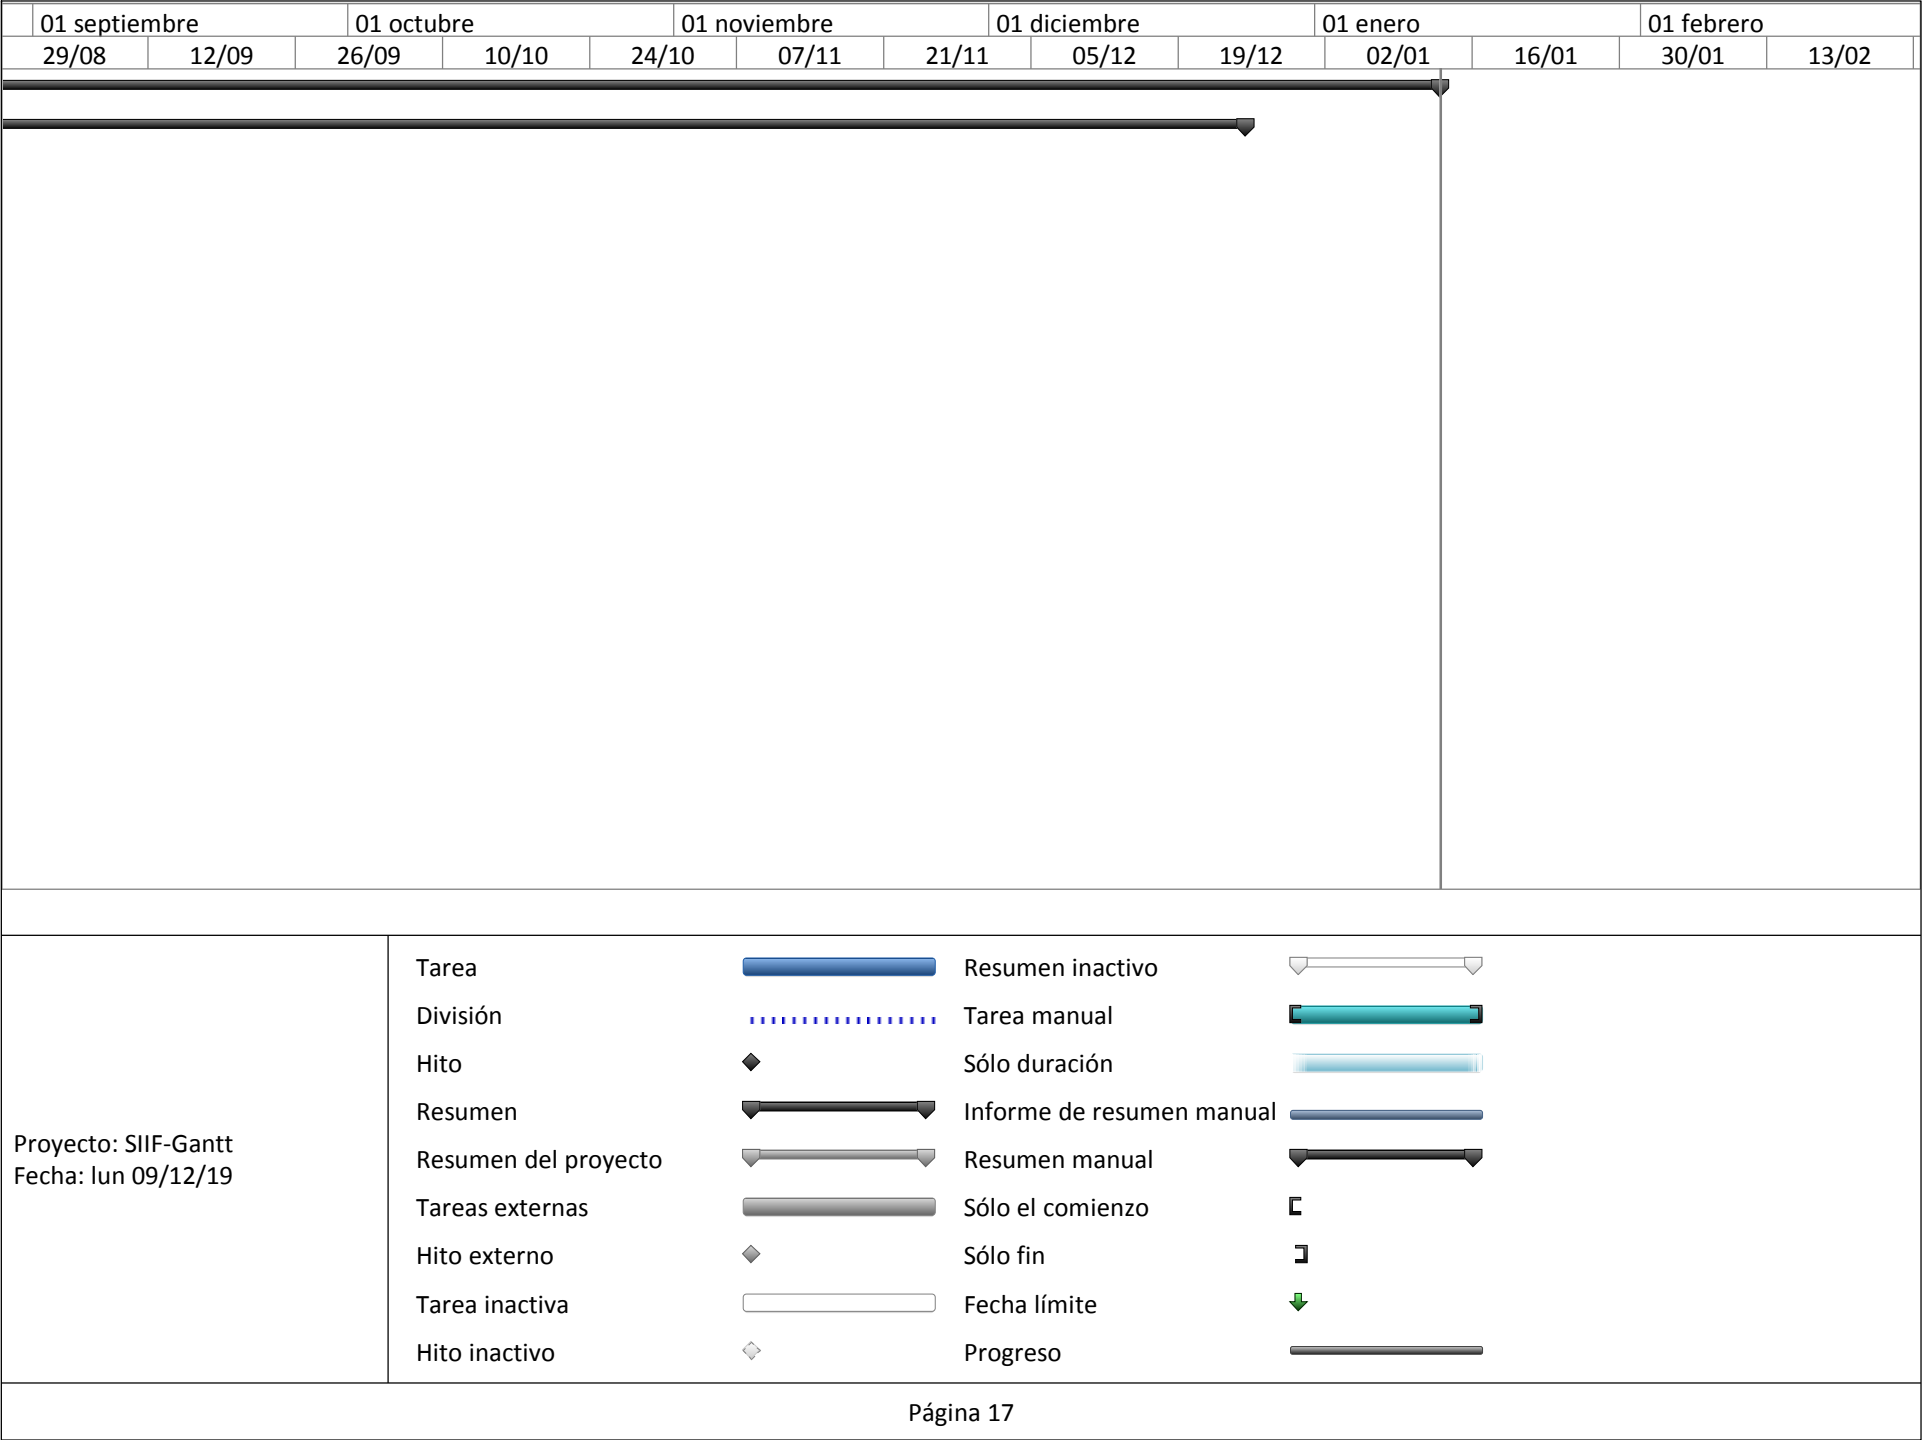 01 septiembre 01 octubre 01 noviembre 01 diciembre 01 enero 01 febrero
29/08 12/09 26/09 10/10 24/10 07/11 21/11 05/12 19/12 02/01 16/01 30/01 13/02
Proyecto: SIIF-Gantt
Fecha: lun 09/12/19
Tarea
División
Hito
Resumen
Resumen del proyecto
Tareas externas
Hito externo
Tarea inactiva
Hito inactivo
Resumen inactivo
Tarea manual
Sólo duración
Informe de resumen manual
Resumen manual
Sólo el comienzo
Sólo fin
Fecha límite
Progreso
Página 17